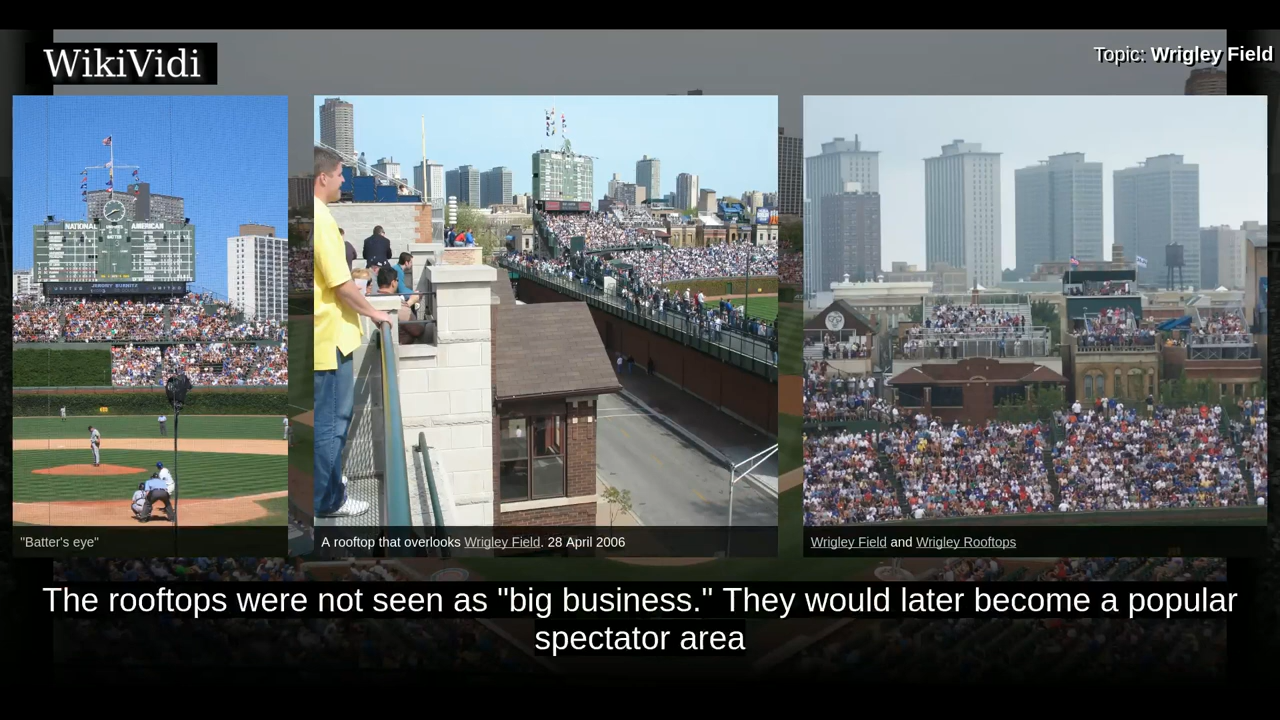 WikiVidi
Topic: Wrigley Field
NATIONAL
AMERICAN
"Batter's eye"
A rooftop that overlooks Wrigley Field. 28 April 2006
Wrigley Field and Wrigley Rooftops
The rooftops were not seen as "big business." They would later become a popular
spectator area